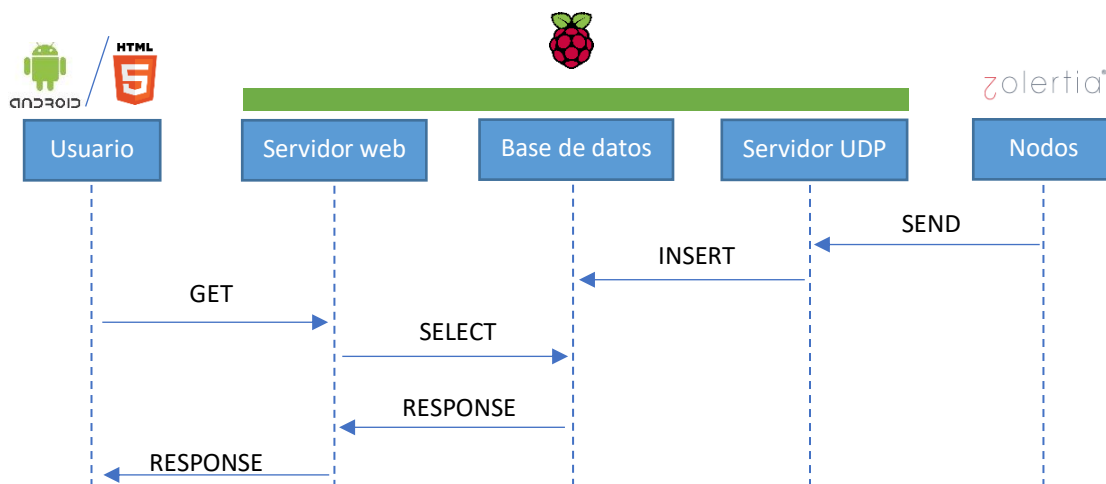 HTML
ANDROID
zolertia®
Usuario
Servidor web
Base de datos
Servidor UDP
Nodos
SEND
INSERT
GET
SELECT
RESPONSE
RESPONSE